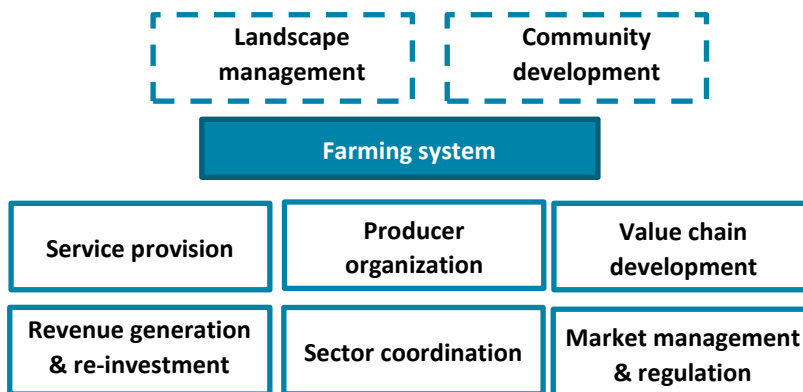 Landscape
management
Community
development
Farming system
Service provision
Producer
organization
Value chain
development
Revenue generation
& re-investment
Sector coordination
Market management
& regulation